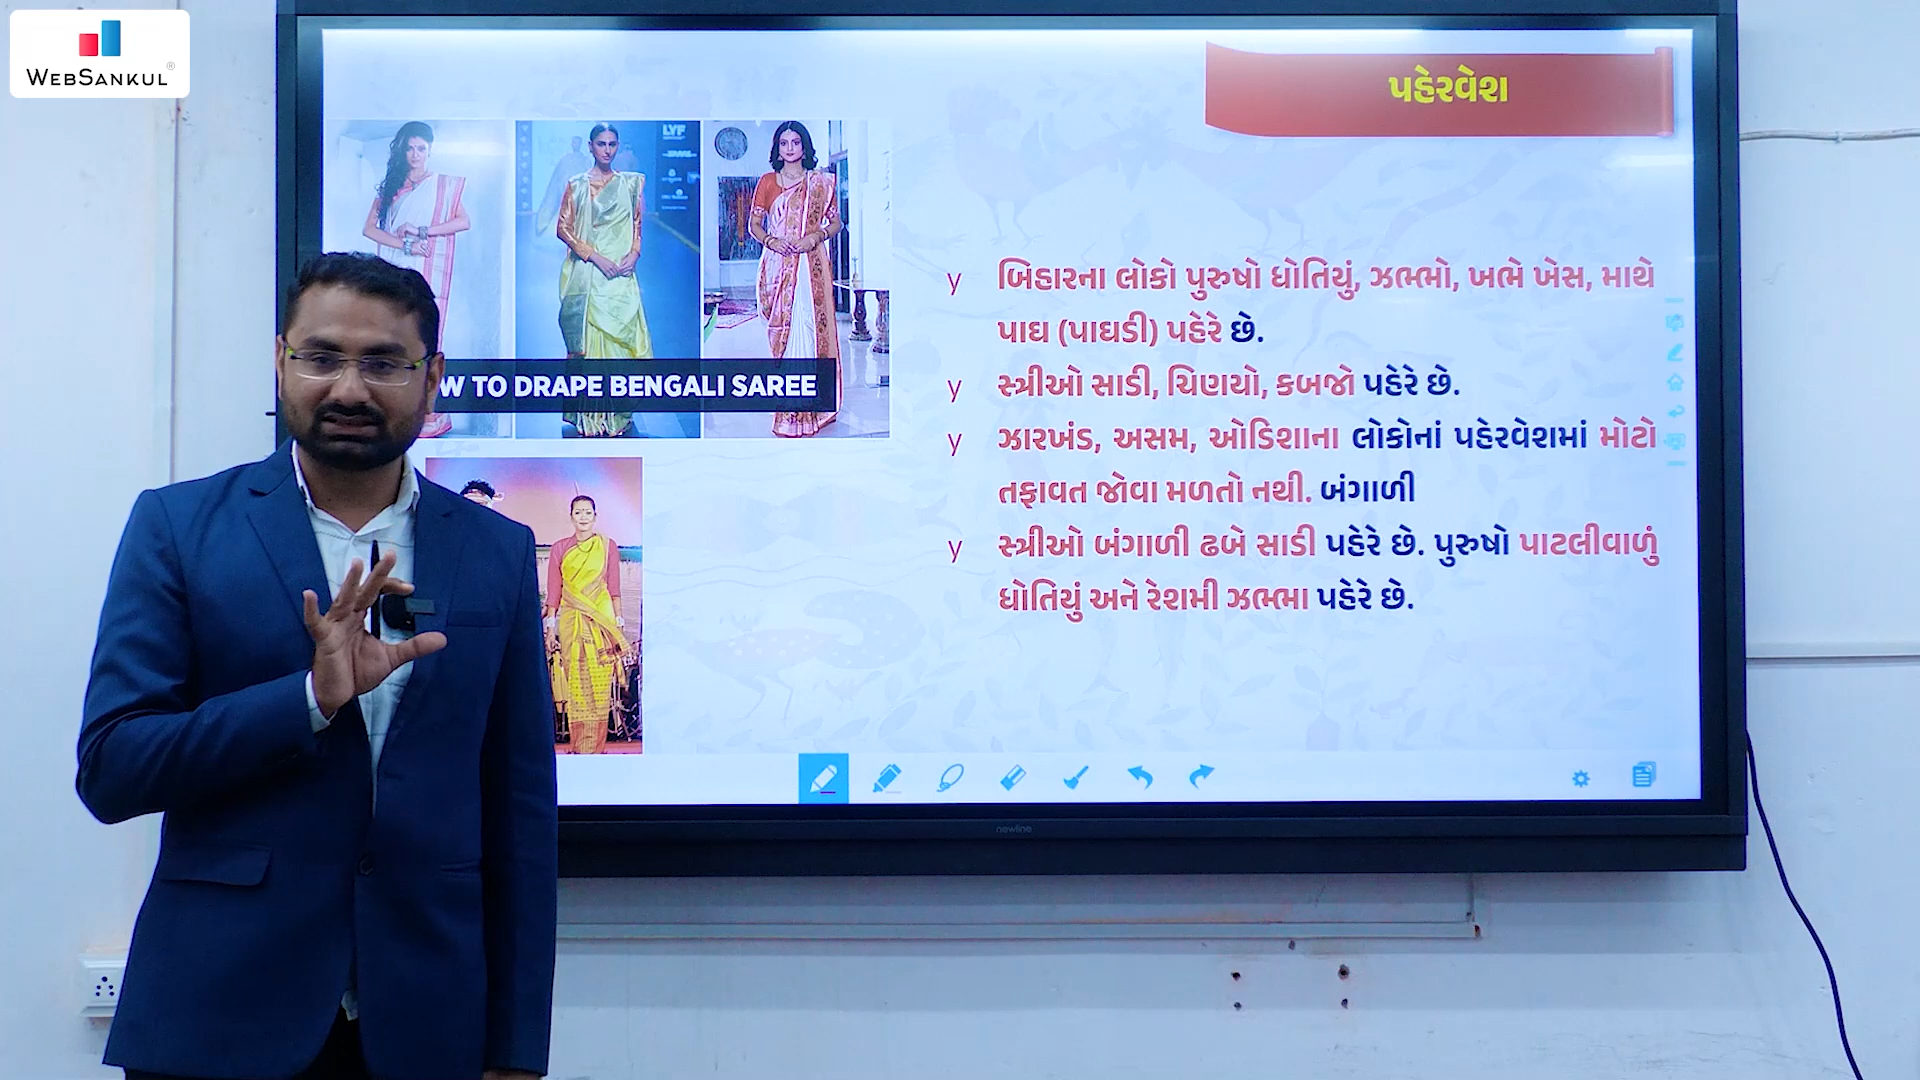 WEBSANKUL®
પહેરવેશ
LYF
W TO DRAPE BENGALI SAREE
y બિહારના લોકો પુરુષો ધોતિયું, ઝભ્ભો, ખભે ખેસ, માથે
પાઘ (પાઘડી) પહેરે છે.
y સ્ત્રીઓ સાડી, ચિણયો, કબજો પહેરે છે.
y ઝારખંડ, અસમ, ઓડિશાના લોકોનાં પહેરવેશમાં મોટો
તફાવત જોવા મળતો નથી. બંગાળી
y સ્ત્રીઓ બંગાળી ઢબે સાડી પહેરે છે. પુરુષો પાટલીવાળું
ધોતિયું અને રેશમી ઝભ્ભા પહેરે છે.
newline